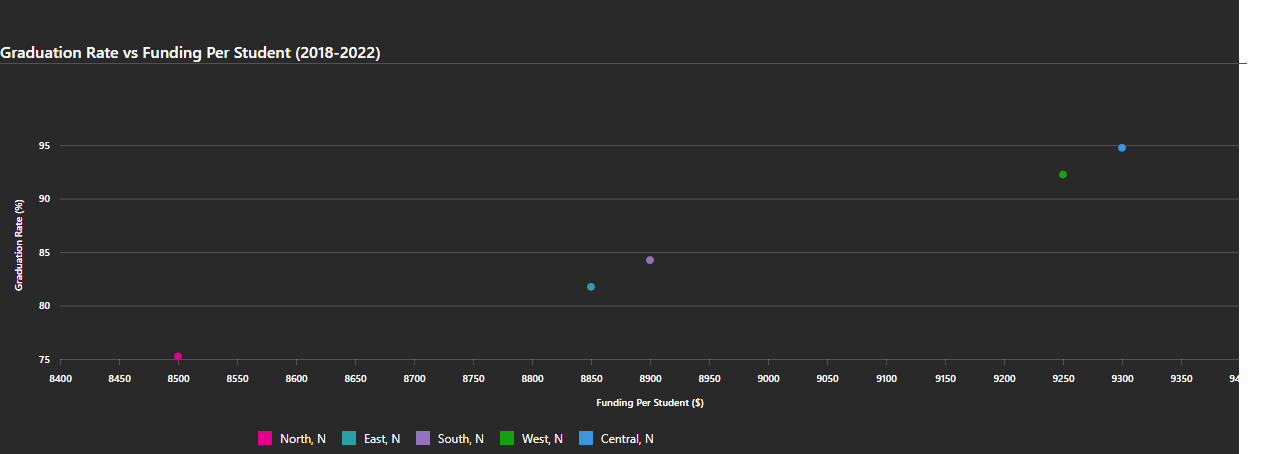 Graduation Rate vs Funding Per Student (2018-2022)
95
90
85
80
75
Graduation Rate (%)
8400 8450 8500 8550 8600 8650 8700 8750 8800 8850 8900 8950 9000 9050 9100 9150 9200 9250 9300 9350
Funding Per Student ($)
North, N East, N South, N West, N Central, N